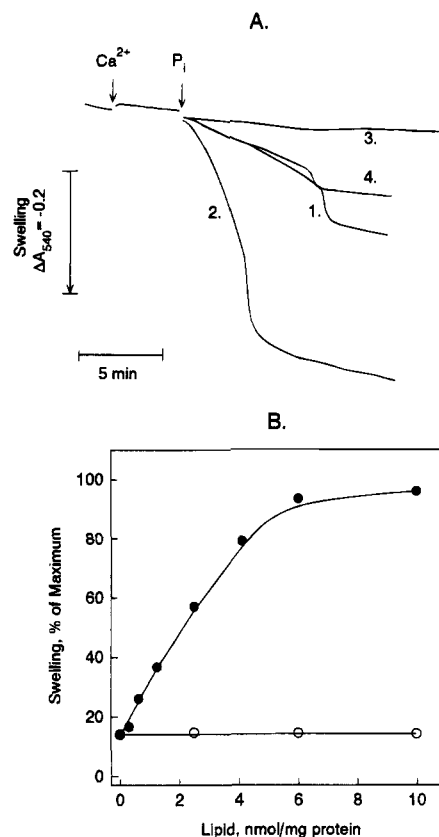 A.
Ca²⁺
Pᵢ
3.
4.
2.
1.
Swelling
ΔA₅₄₀ = -0.2
5 min
B.
Swelling, % of Maximum
100
80
60
40
20
0
0
2
4
6
8
10
Lipid, nmol/mg protein